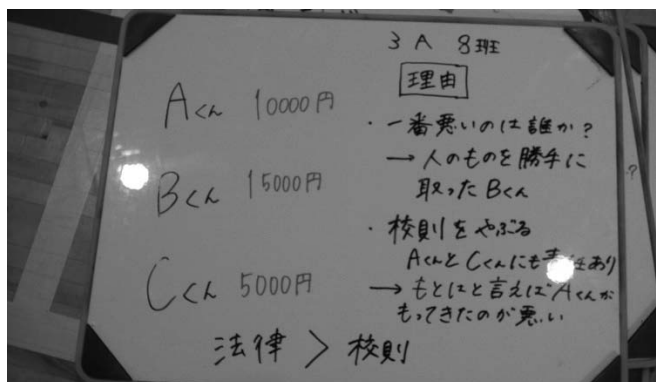 3A 8班
理由
Aくん 10000円
Bくん 15000円
Cくん 5000円
・一番悪いのは誰か?
→ 人のものを勝手に
取ったBくん
・校則をやぶる
AくんとCくんにも責任あり
→ もとはと言えばAくんが
もってきたのが悪い
法律 > 校則
?